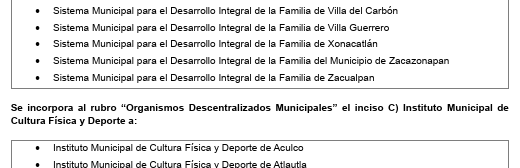 • Sistema Municipal para el Desarrollo Integral de la Familia de Villa del Carbón
• Sistema Municipal para el Desarrollo Integral de la Familia de Villa Guerrero
• Sistema Municipal para el Desarrollo Integral de la Familia de Xonacatlán
• Sistema Municipal para el Desarrollo Integral de la Familia del Municipio de Zacazonapan
• Sistema Municipal para el Desarrollo Integral de la Familia de Zacualpan
Se incorpora al rubro “Organismos Descentralizados Municipales” el inciso C) Instituto Municipal de
Cultura Física y Deporte a:
• Instituto Municipal de Cultura Física y Deporte de Aculco
• Instituto Municipal de Cultura Física y Deporte de Atlautla